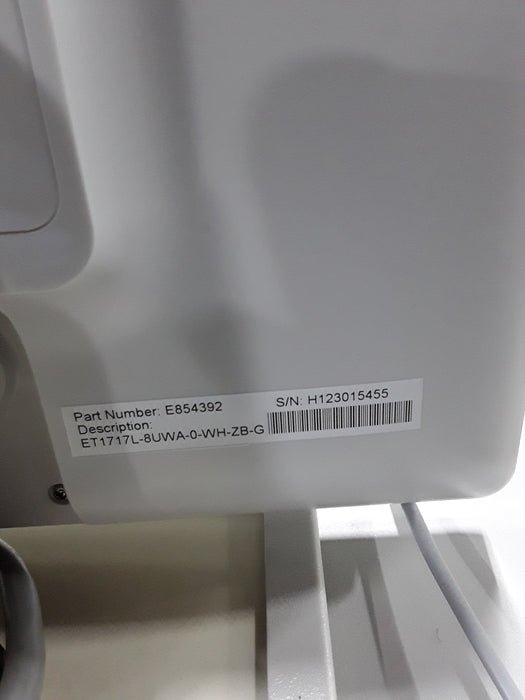 Part Number: E854392 S/N: H123015455
Description:
ET1717L-8UWA-0-WH-ZB-G